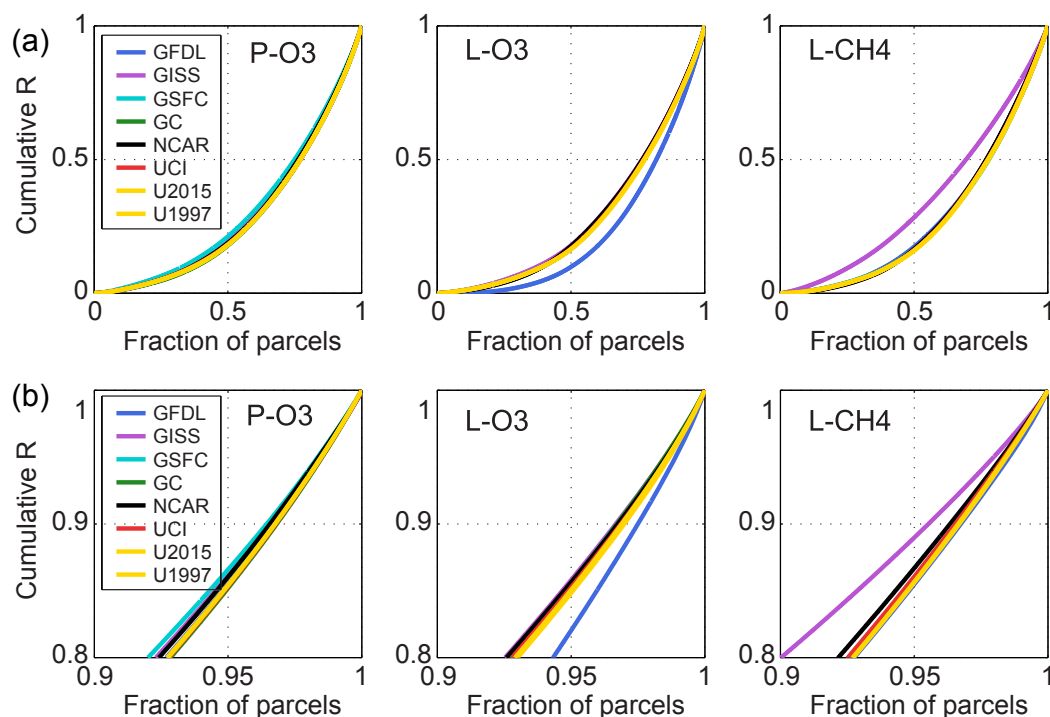 (a)
P-O3
L-O3
L-CH4
GFDL
GISS
GSFC
GC
NCAR
UCI
U2015
U1997
Cumulative R
1
0.5
0
0 0.5 1
Fraction of parcels
1
0.5
0
0 0.5 1
Fraction of parcels
1
0.5
0
0 0.5 1
Fraction of parcels
(b)
P-O3
L-O3
L-CH4
GFDL
GISS
GSFC
GC
NCAR
UCI
U2015
U1997
Cumulative R
1
0.9
0.8
0.9 0.95 1
Fraction of parcels
1
0.9
0.8
0.9 0.95 1
Fraction of parcels
1
0.9
0.8
0.9 0.95 1
Fraction of parcels